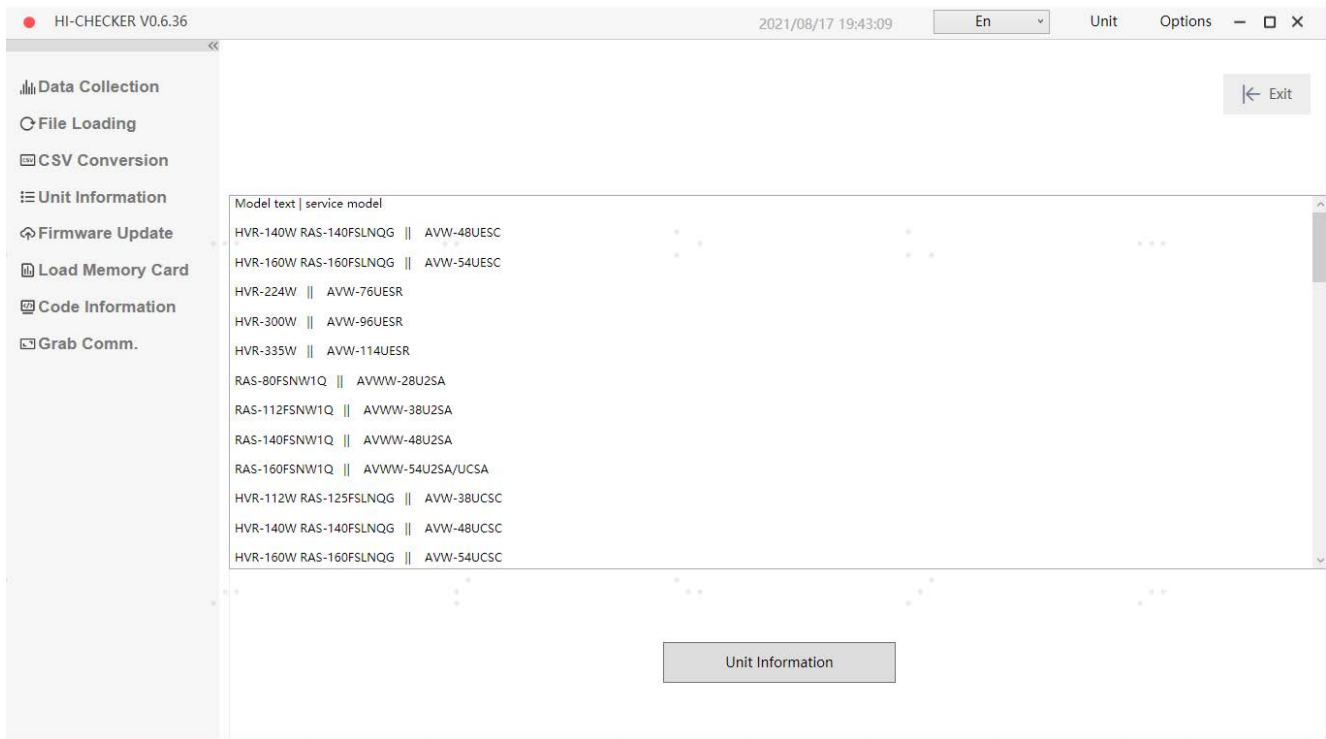 HI-CHECKER V0.6.36
2021/08/17 19:43:09
En
Unit
Options
Exit
Data Collection
File Loading
CSV Conversion
Unit Information
Firmware Update
Load Memory Card
Code Information
Grab Comm.
Model text | service model
HVR-140W RAS-140FSLNQG || AVW-48UESC
HVR-160W RAS-160FSLNQG || AVW-54UESC
HVR-224W || AVW-76UESR
HVR-300W || AVW-96UESR
HVR-335W || AVW-114UESR
RAS-80FSNW1Q || AVWW-28U2SA
RAS-112FSNW1Q || AVWW-38U2SA
RAS-140FSNW1Q || AVWW-48U2SA
RAS-160FSNW1Q || AVWW-54U2SA/UCSA
HVR-112W RAS-125FSLNQG || AVW-38UCSC
HVR-140W RAS-140FSLNQG || AVW-48UCSC
HVR-160W RAS-160FSLNQG || AVW-54UCSC
Unit Information